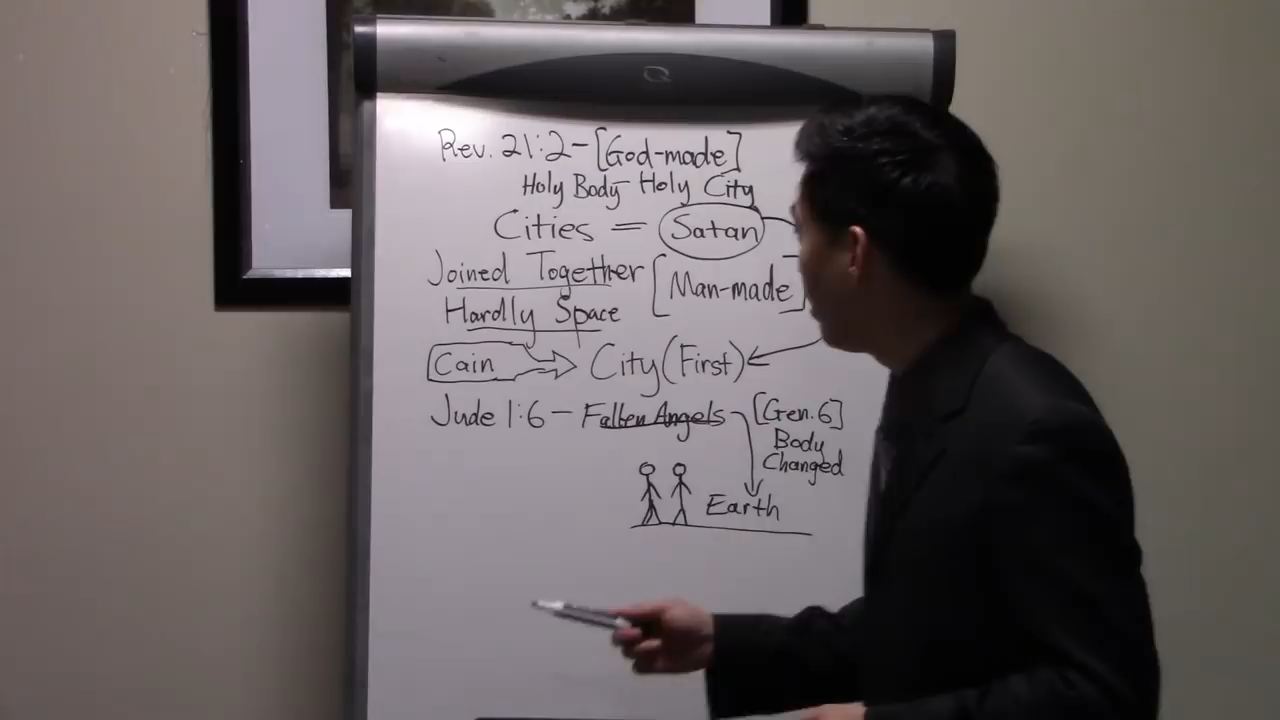 Rev. 21:2- [God-made]
Holy Body Holy City
Cities = Satan
Joined Together [Man-made]
Hardly Space
Cain City (First)
Jude 1:6 - Fallen Angels [Gen. 6]
Body
Changed
Earth